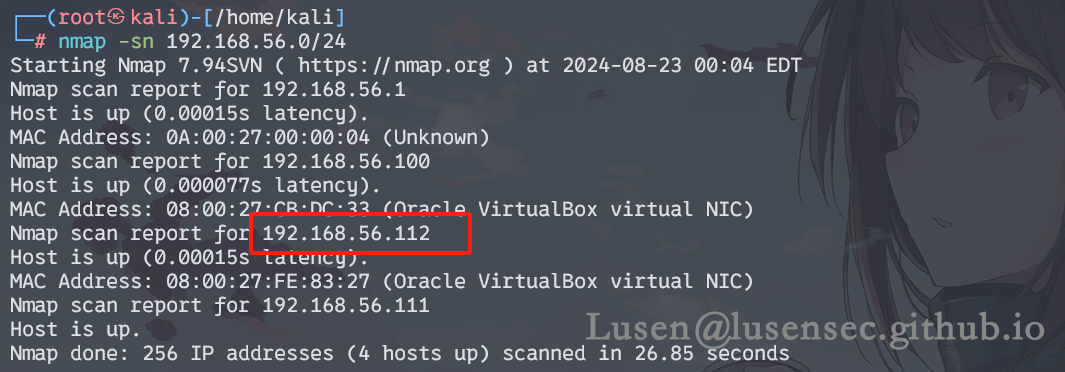 ┌──(root㉿kali)-[/home/kali]
└─# nmap -sn 192.168.56.0/24
Starting Nmap 7.94SVN ( https://nmap.org ) at 2024-08-23 00:04 EDT
Nmap scan report for 192.168.56.1
Host is up (0.00015s latency).
MAC Address: 0A:00:27:00:00:04 (Unknown)
Nmap scan report for 192.168.56.100
Host is up (0.000077s latency).
MAC Address: 08:00:27:CB:DC:33 (Oracle VirtualBox virtual NIC)
Nmap scan report for 192.168.56.112
Host is up (0.00015s latency).
MAC Address: 08:00:27:FE:83:27 (Oracle VirtualBox virtual NIC)
Nmap scan report for 192.168.56.111
Host is up.
Nmap done: 256 IP addresses (4 hosts up) scanned in 26.85 seconds
Lusen@lusensec.github.io